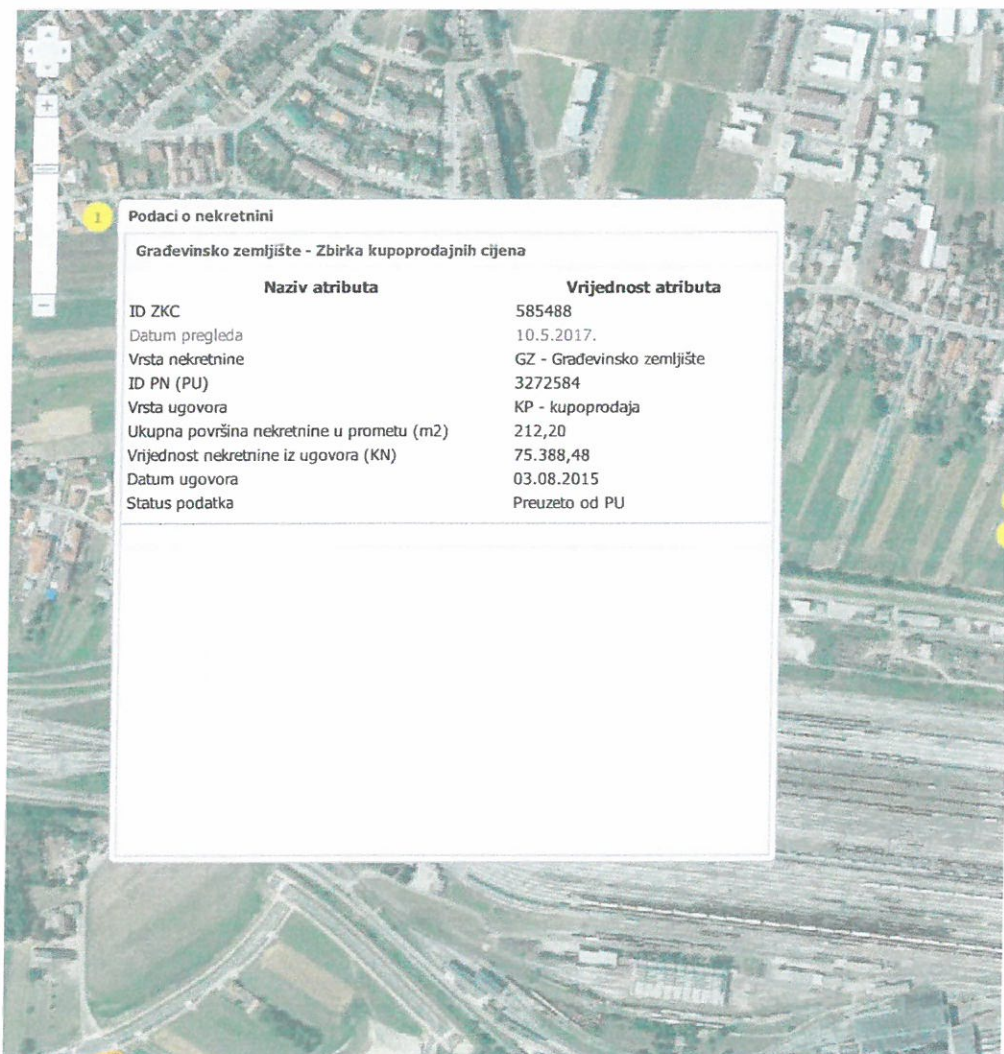 1
Podaci o nekretnini
Građevinsko zemljište - Zbirka kupoprodajnih cijena
Naziv atributa Vrijednost atributa
ID ZKC 585488
Datum pregleda 10.5.2017.
Vrsta nekretnine GZ - Građevinsko zemljište
ID PN (PU) 3272584
Vrsta ugovora KP - kupoprodaja
Ukupna površina nekretnine u prometu (m2) 212,20
Vrijednost nekretnine iz ugovora (KN) 75.388,48
Datum ugovora 03.08.2015
Status podatka Preuzeto od PU